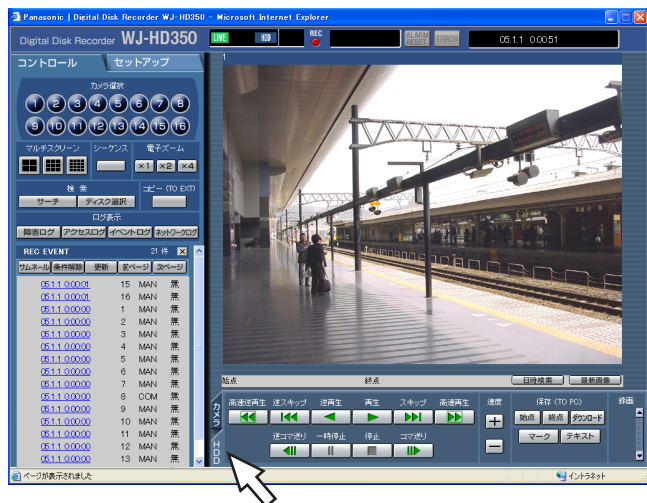 Panasonic | Digital Disk Recorder WJ-HD350 - Microsoft Internet Explorer
Digital Disk Recorder WJ-HD350
LIVE HDD REC ALARM RESET ERROR 05.1.1 0:00:51
コントロール セットアップ
カメラ選択
1 2 3 4 5 6 7 8
9 10 11 12 13 14 15 16
マルチスクリーン シーケンス 電子ズーム
×1 ×2 ×4
検索 コピー (TO EXT)
サーチ ディスク選択
ログ表示
障害ログ アクセスログ イベントログ ネットワークログ
REC EVENT 21 件 X
サムネール 条件解除 更新 前ページ 次ページ
05.1.1 0:00:01 15 MAN 無
05.1.1 0:00:01 16 MAN 無
05.1.1 0:00:00 1 MAN 無
05.1.1 0:00:00 2 MAN 無
05.1.1 0:00:00 3 MAN 無
05.1.1 0:00:00 4 MAN 無
05.1.1 0:00:00 5 MAN 無
05.1.1 0:00:00 6 MAN 無
05.1.1 0:00:00 7 MAN 無
05.1.1 0:00:00 8 COM 無
05.1.1 0:00:00 9 MAN 無
05.1.1 0:00:00 10 MAN 無
05.1.1 0:00:00 11 MAN 無
05.1.1 0:00:00 12 MAN 無
05.1.1 0:00:00 13 MAN 無
1
始点 終点 日時検索 最新画像
カメラ
HDD
高速逆再生 逆スキップ 逆再生 再生 スキップ 高速再生 速度 保存 (TO PC) 録画
始点 終点 ダウンロード
逆コマ送り 一時停止 停止 コマ送り
マーク テキスト
ページが表示されました イントラネット